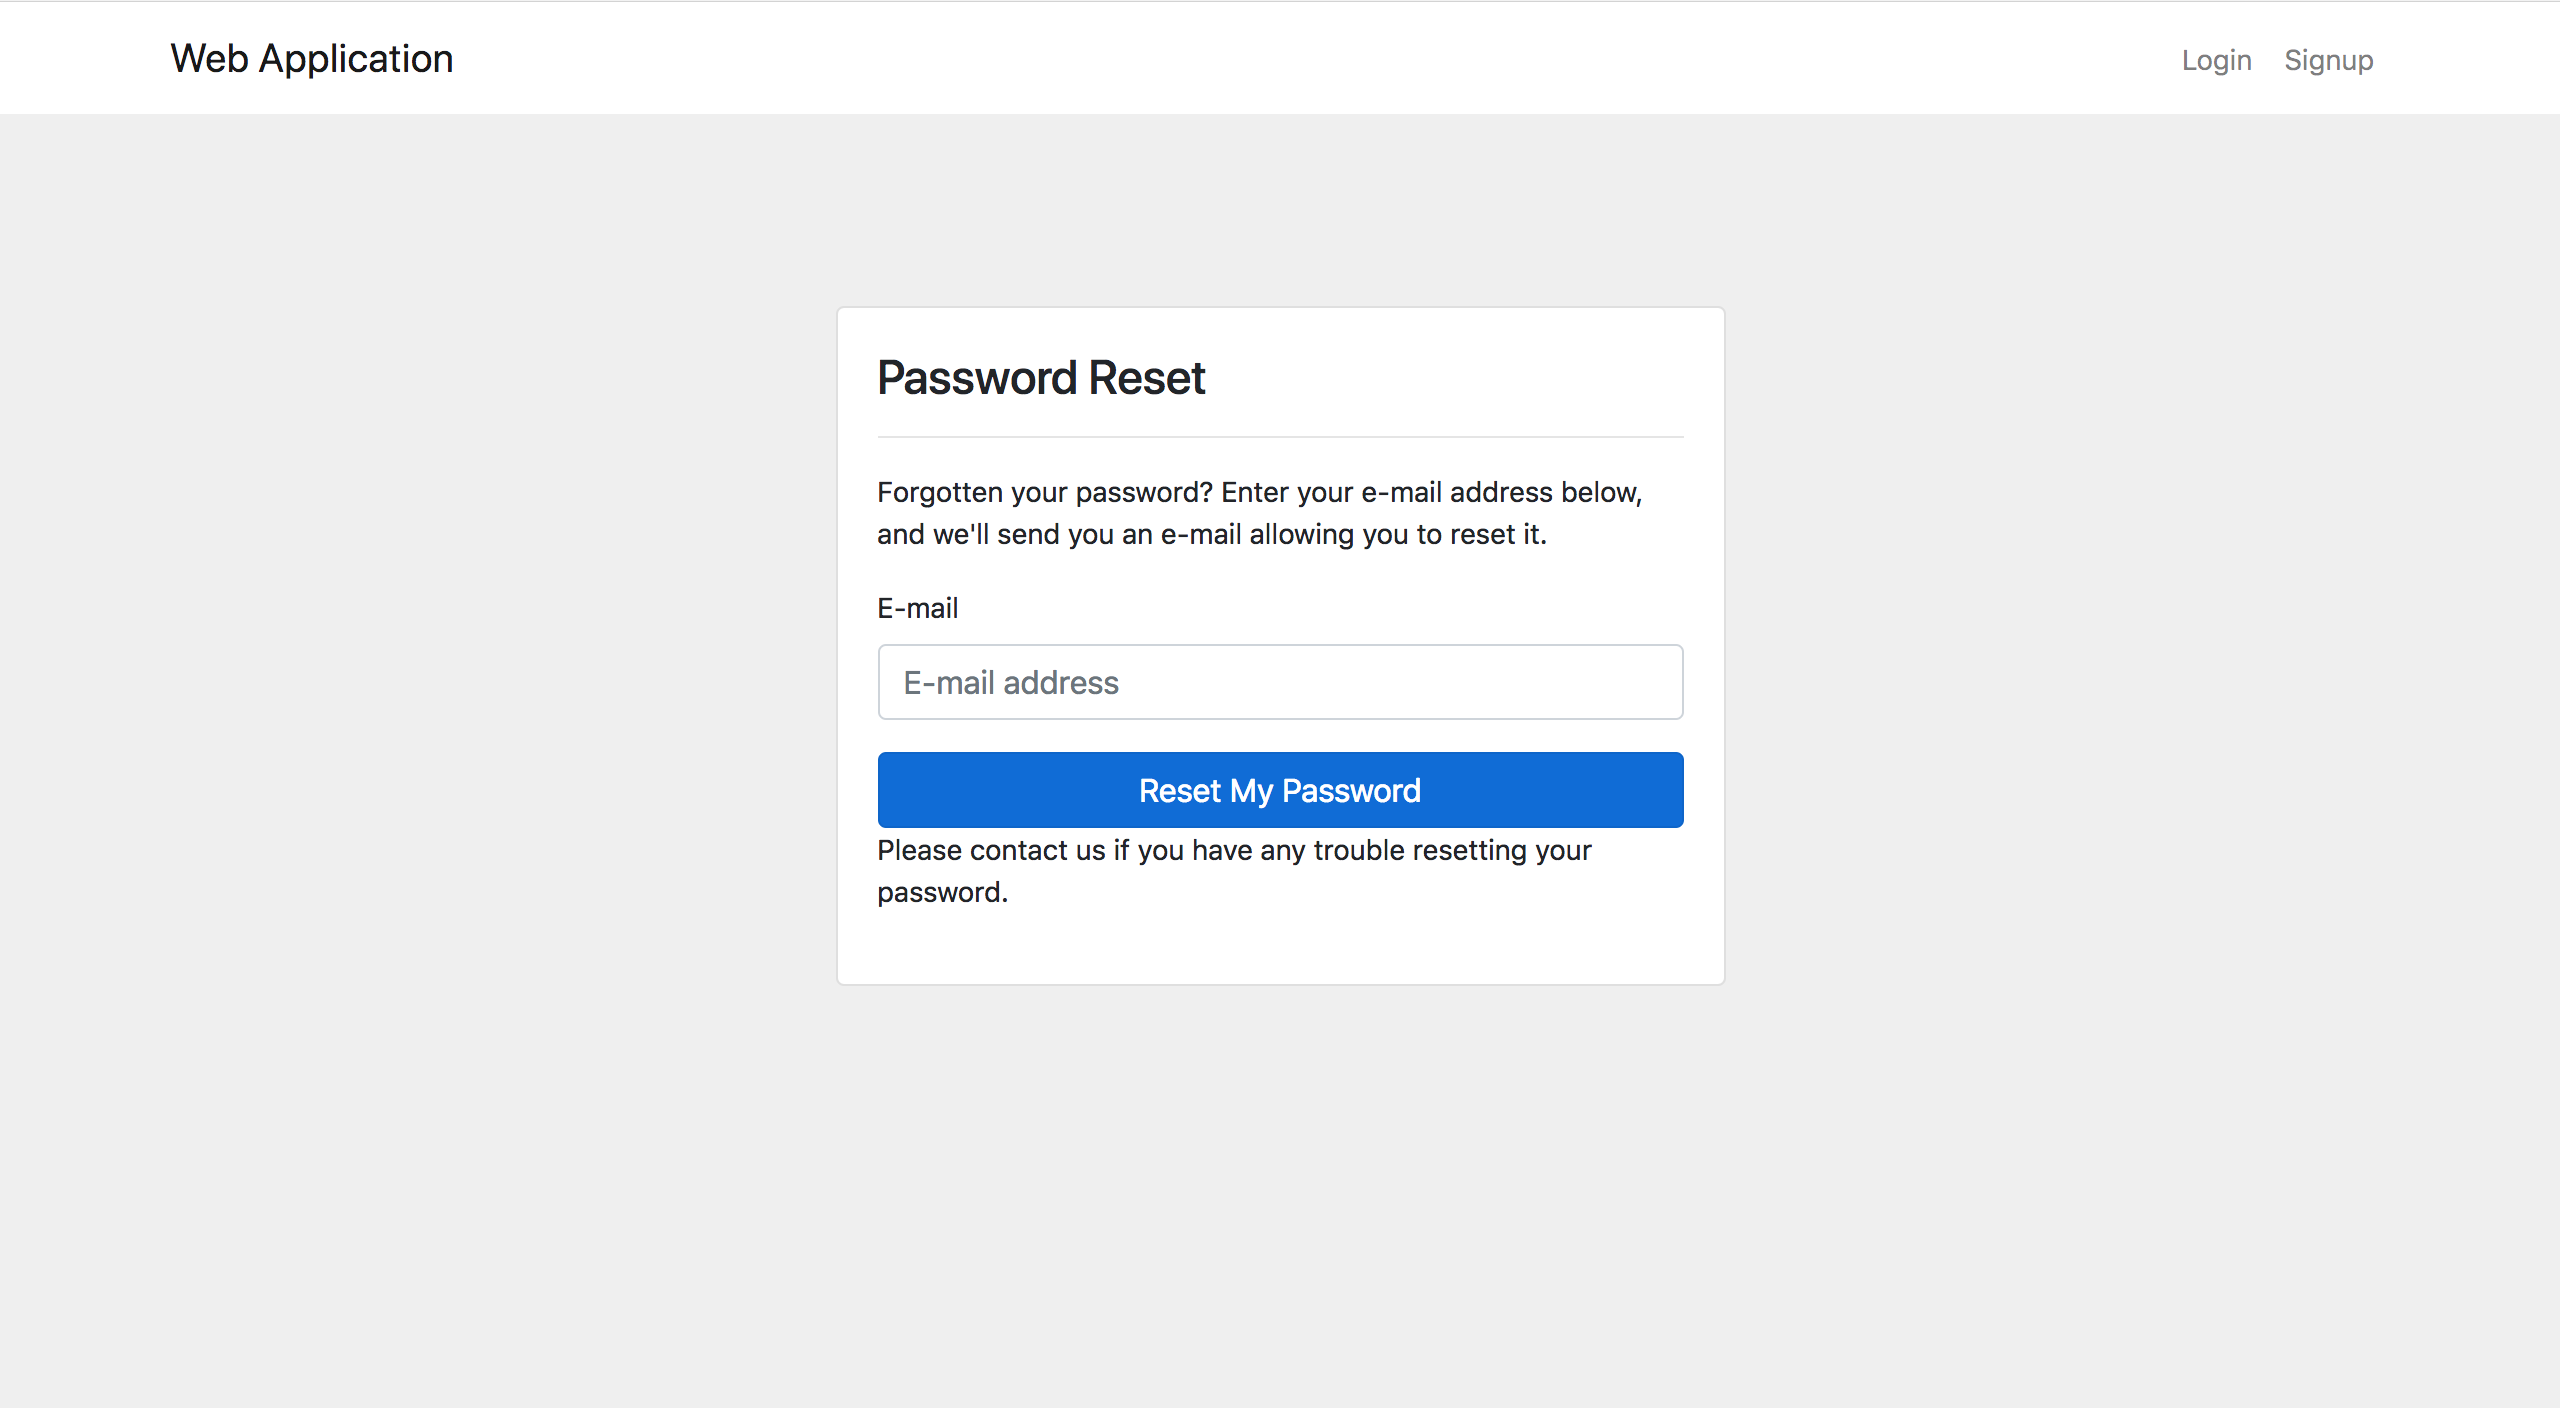 Web Application
Login Signup
Password Reset
Forgotten your password? Enter your e-mail address below,
and we'll send you an e-mail allowing you to reset it.
E-mail
E-mail address
Reset My Password
Please contact us if you have any trouble resetting your
password.